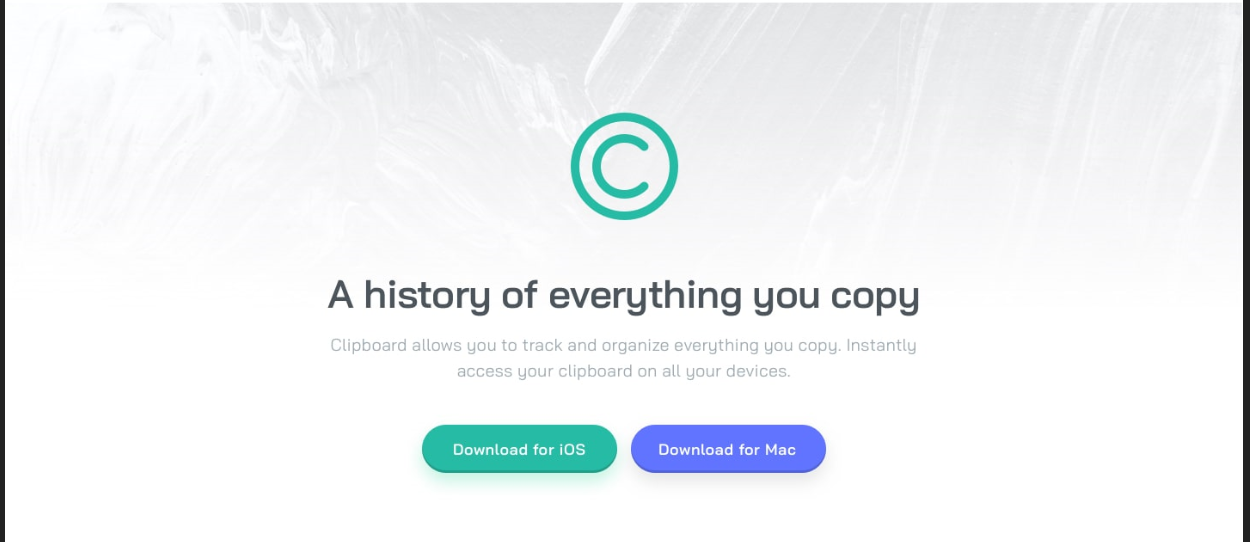 A history of everything you copy
Clipboard allows you to track and organize everything you copy. Instantly
access your clipboard on all your devices.
Download for iOS
Download for Mac